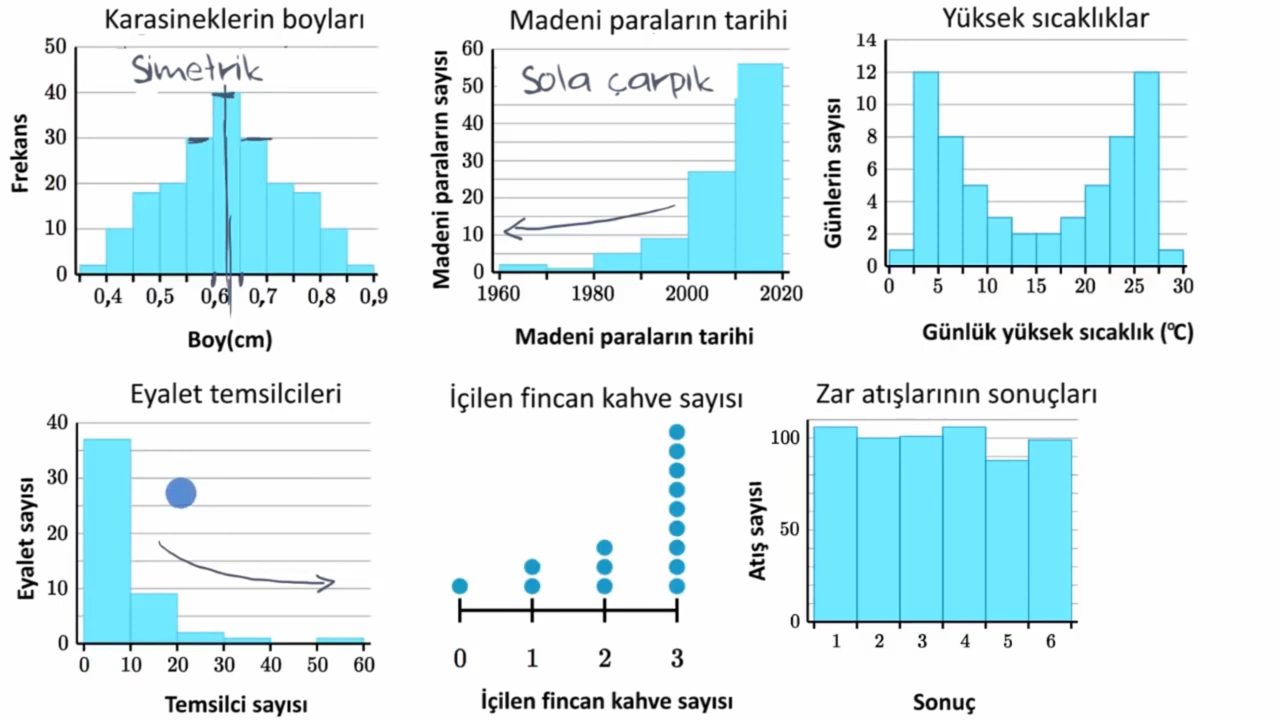 Karasineklerin boyları
Simetrik
Frekans
50
40
30
20
10
0
0,4 0,5 0,6 0,7 0,8 0,9
Boy(cm)
Madeni paraların tarihi
Sola çarpık
Madeni paraların sayısı
60
50
40
30
20
10
0
1960 1980 2000 2020
Madeni paraların tarihi
Yüksek sıcaklıklar
Günlerin sayısı
14
12
10
8
6
4
2
0
0 5 10 15 20 25 30
Günlük yüksek sıcaklık (°C)
Eyalet temsilcileri
Eyalet sayısı
40
30
20
10
0
0 10 20 30 40 50 60
Temsilci sayısı
İçilen fincan kahve sayısı
0 1 2 3
İçilen fincan kahve sayısı
Zar atışlarının sonuçları
Atış sayısı
100
50
0
1 2 3 4 5 6
Sonuç